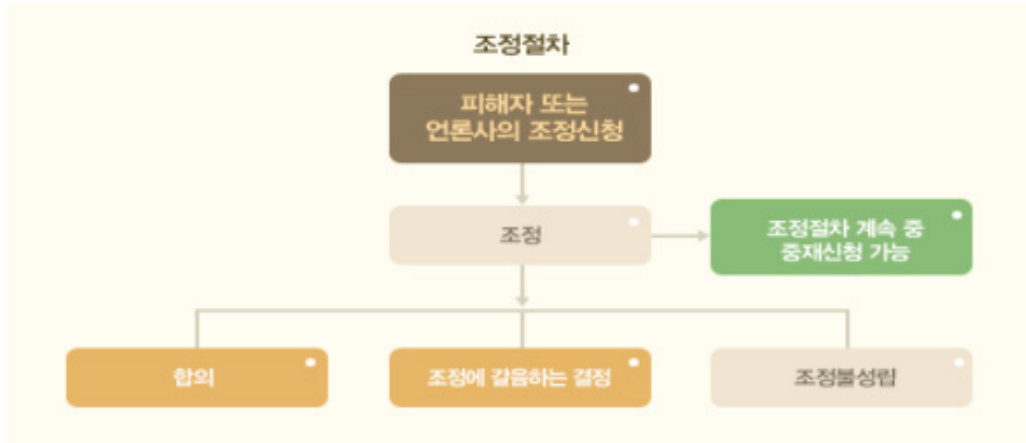 조정절차
피해자 또는
언론사의 조정신청
조정
조정절차 계속 중
중재신청 가능
합의
조정에 갈음하는 결정
조정불성립